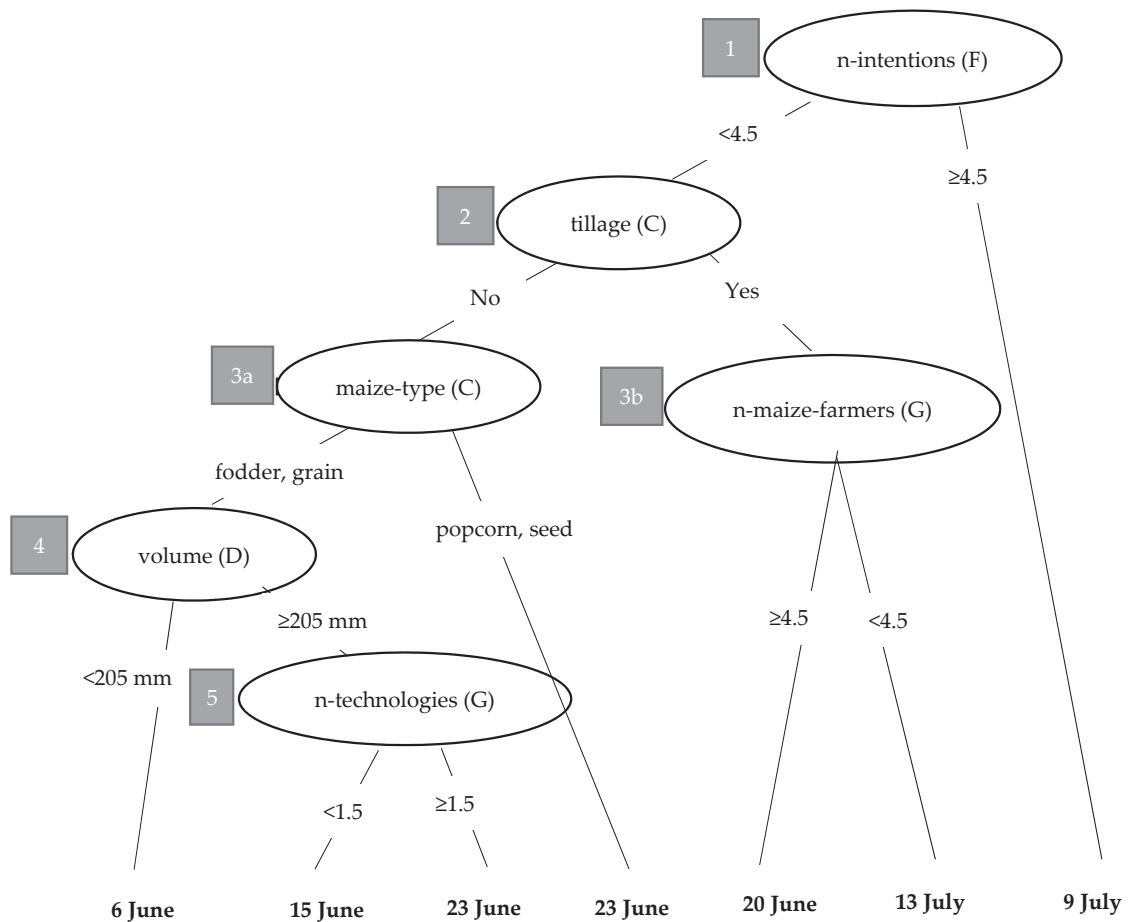 1
n-intentions (F)
<4.5
≥4.5
2
tillage (C)
No
Yes
3a
maize-type (C)
3b
n-maize-farmers (G)
fodder, grain
popcorn, seed
4
volume (D)
≥205 mm
≥4.5
<4.5
<205 mm
5
n-technologies (G)
<1.5
≥1.5
6 June
15 June
23 June
23 June
20 June
13 July
9 July